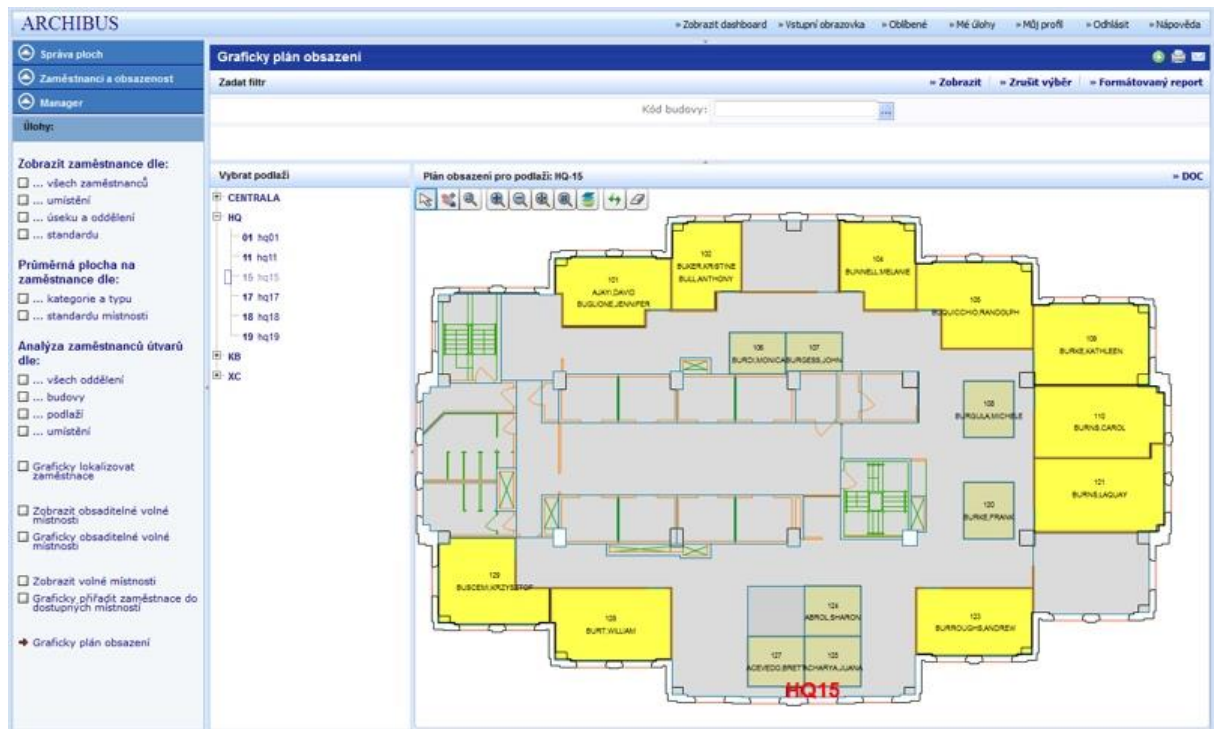 ARCHIBUS
» Zobrazit dashboard » Vstupní obrazovka » Oblíbené » Mé úlohy » Můj profil » Odhlásit » Nápověda
Správa ploch
Zaměstnanci a obsazenost
Manager
Úlohy:
Zobrazit zaměstnance dle:
... všech zaměstnanců
... umístění
... úseku a oddělení
... standardu
Průměrná plocha na
zaměstnance dle:
... kategorie a typu
... standardu místnosti
Analýza zaměstnanců útvarů
dle:
... všech oddělení
... budovy
... podlaží
... umístění
Graficky lokalizovat
zaměstnace
Zobrazit obsaditelné volné
místnosti
Graficky obsaditelné volné
místnosti
Zobrazit volné místnosti
Graficky přiřadit zaměstnace do
dostupných místností
Graficky plán obsazení
Graficky plán obsazení
Zadat filtr
» Zobrazit » Zrušit výběr » Formátovaný report
Kód budovy:
...
Vybrat podlaží
CENTRALA
HQ
01 hq01
11 hq11
15 hq15
17 hq17
18 hq18
19 hq19
KB
XC
Plán obsazení pro podlaží: HQ-15
» DOC
102
BUKER,KRISTINE
BULL,ANTHONY
104
BUNNELL,MELANIE
101
AJAYI,DAVID
BUGLIONE,JENNIFER
105
BUQUICCHIO,RANDOLPH
109
BURKE,KATHLEEN
106
BURDI,MONICA
107
BURGESS,JOHN
108
BURGULA,MICHELE
110
BURNS,CAROL
121
BURNS,LAQUAY
120
BURKE,FRANK
129
BUSCEMI,KRZYSZTOF
128
BURT,WILLIAM
124
ABROL,SHARON
123
BURROUGHS,ANDREW
127
ACEVEDO,BRETT
125
ACHARYA,JUANA
HQ15